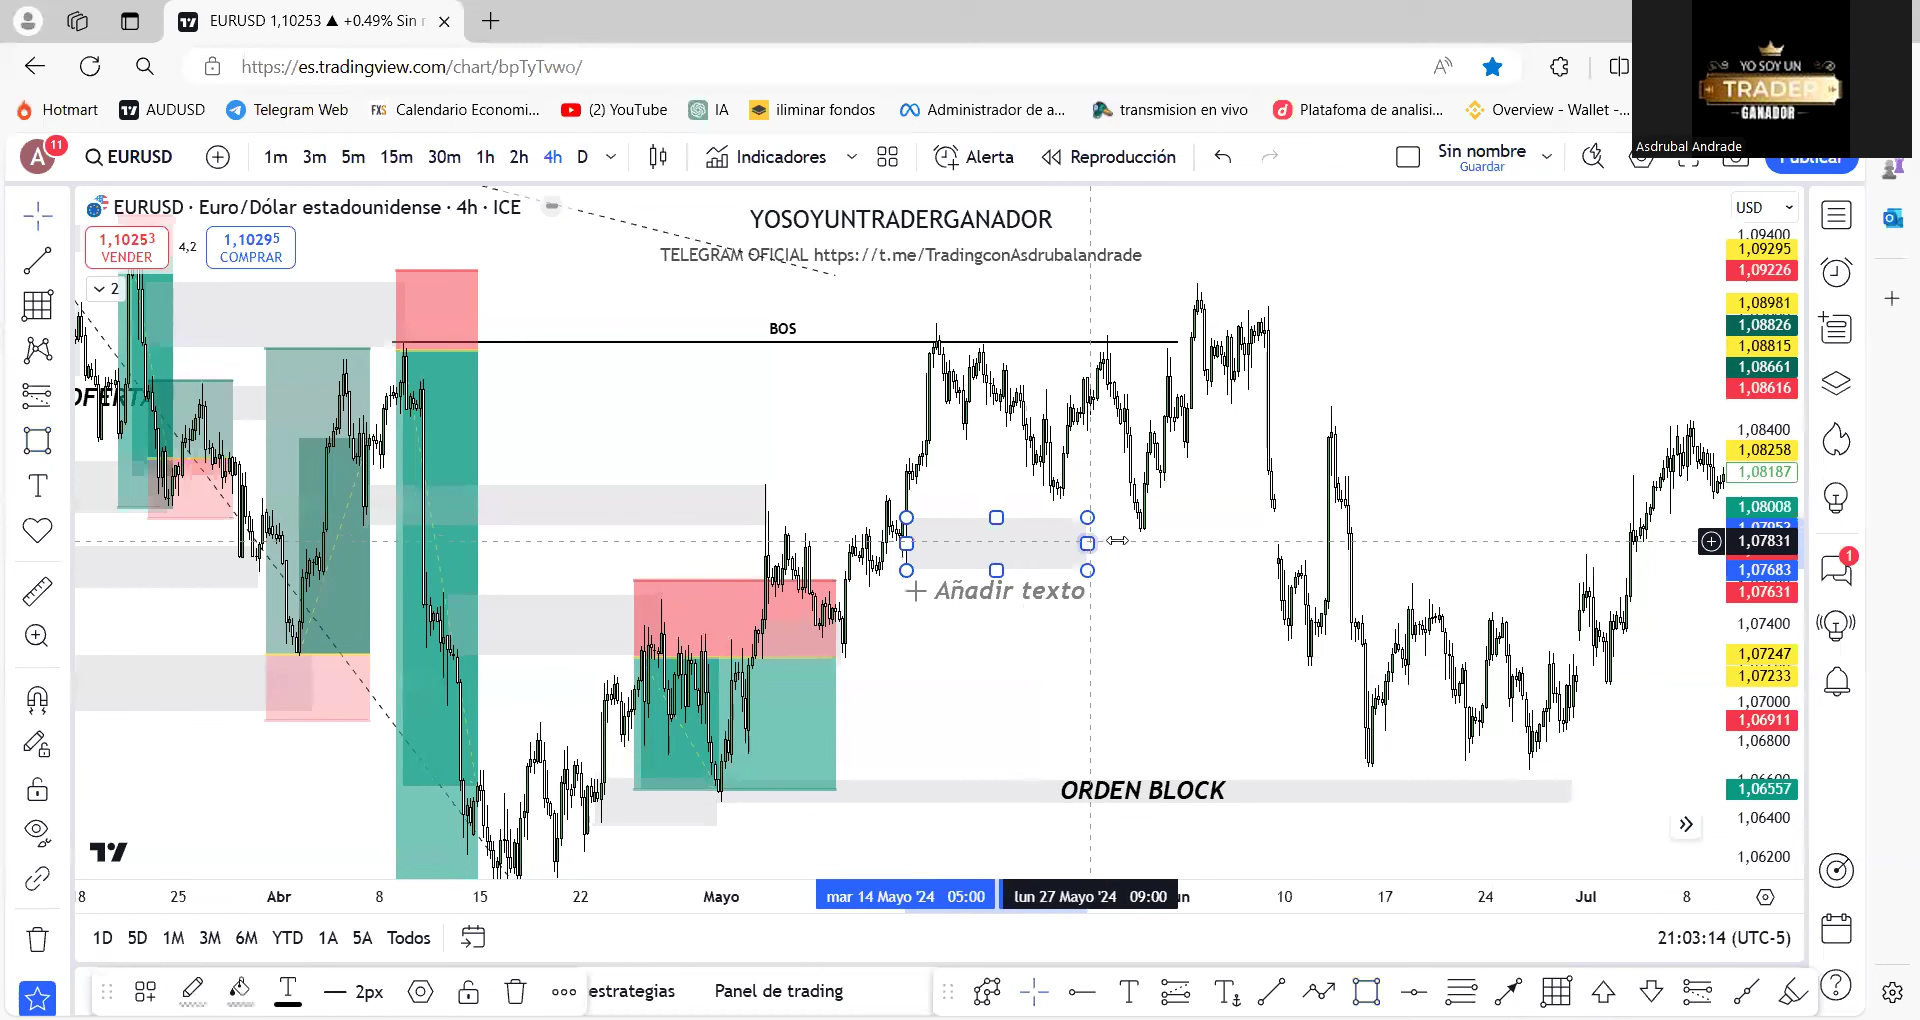 EURUSD 1,10253 ▲ +0.49% Sin
https://es.tradingview.com/chart/bpTyTvwo/
Hotmart AUDUSD Telegram Web FXS Calendario Economi... (2) YouTube IA iliminar fondos Administrador de a... transmision en vivo Platafoma de analisi... Overview - Wallet -...
YO SOY UN
TRADER
GANADOR
Asdrubal Andrade
A 11 EURUSD 1m 3m 5m 15m 30m 1h 2h 4h D Indicadores Alerta Reproducción Sin nombre
Guardar
Publicar
EURUSD · Euro/Dólar estadounidense · 4h · ICE
YOSOYUNTRADERGANADOR
TELEGRAM OFICIAL https://t.me/TradingconAsdrubalandrade
1,10253
VENDER
4,2
1,10295
COMPRAR
2
USD
1,09400
1,09295
1,09226
1,08981
1,08826
1,08815
1,08661
1,08616
1,08400
1,08258
1,08187
1,08008
1,07831
1,07683
1,07631
1,07400
1,07247
1,07233
1,07000
1,06911
1,06800
1,06557
1,06400
1,06200
BOS
OFERTA
Añadir texto
ORDEN BLOCK
1
25 Abr 8 15 22 Mayo mar 14 Mayo '24 05:00 lun 27 Mayo '24 09:00 10 17 24 Jul 8
1D 5D 1M 3M 6M YTD 1A 5A Todos
21:03:14 (UTC-5)
2px
estrategias Panel de trading